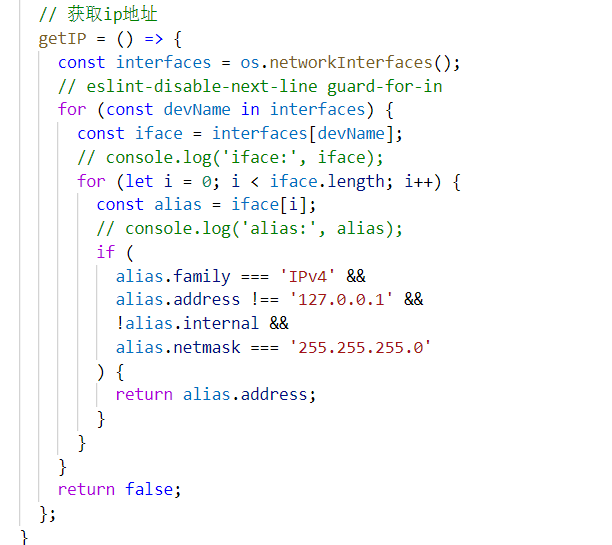 // 获取ip地址
getIP = () => {
const interfaces = os.networkInterfaces();
// eslint-disable-next-line guard-for-in
for (const devName in interfaces) {
const iface = interfaces[devName];
// console.log('iface:', iface);
for (let i = 0; i < iface.length; i++) {
const alias = iface[i];
// console.log('alias:', alias);
if (
alias.family === 'IPv4' &&
alias.address !== '127.0.0.1' &&
!alias.internal &&
alias.netmask === '255.255.255.0'
) {
return alias.address;
}
}
}
return false;
};
}